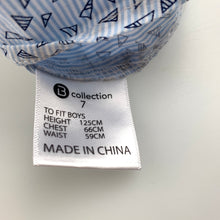 B
collection
7
TO FIT BOYS
HEIGHT 125CM
CHEST 66CM
WAIST 59CM
MADE IN CHINA